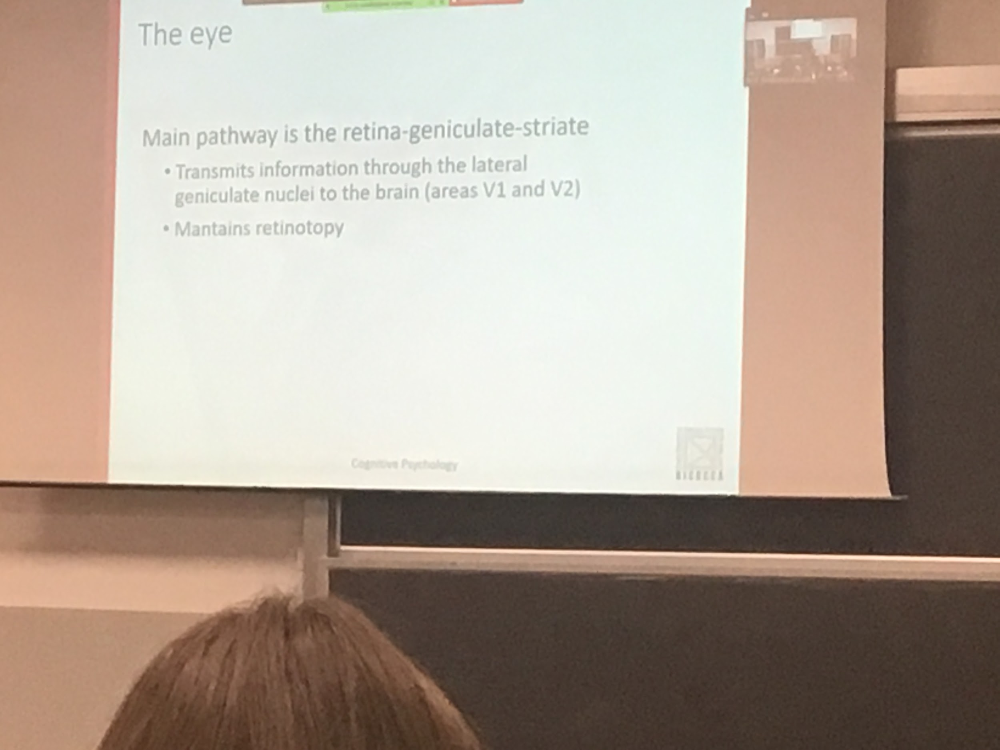 The eye
Main pathway is the retina-geniculate-striate
• Transmits information through the lateral
geniculate nuclei to the brain (areas V1 and V2)
• Mantains retinotopy
Cognitive Psychology
BICOCCA